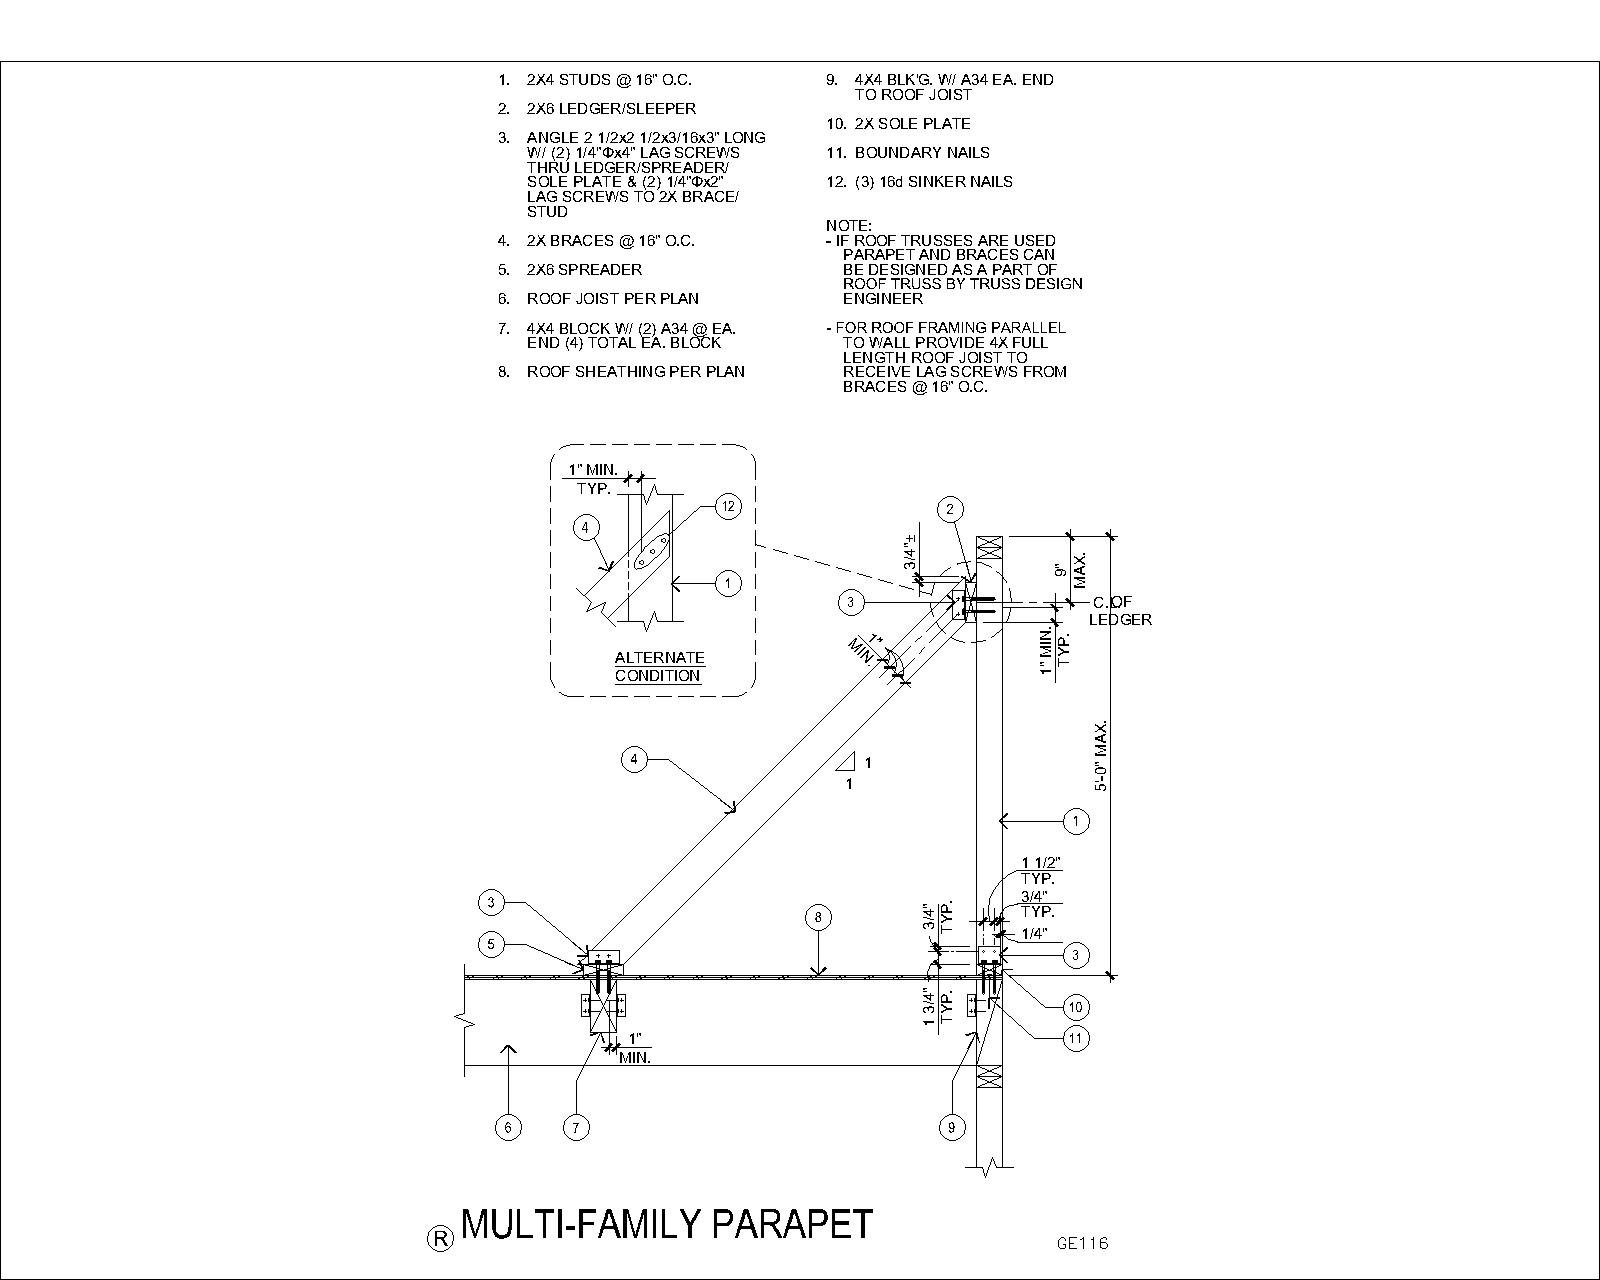 1. 2X4 STUDS @ 16" O.C.
2. 2X6 LEDGER/SLEEPER
3. ANGLE 2 1/2x2 1/2x3/16x3" LONG
W/ (2) 1/4"Φx4" LAG SCREWS
THRU LEDGER/SPREADER/
SOLE PLATE & (2) 1/4"Φx2"
LAG SCREWS TO 2X BRACE/
STUD
4. 2X BRACES @ 16" O.C.
5. 2X6 SPREADER
6. ROOF JOIST PER PLAN
7. 4X4 BLOCK W/ (2) A34 @ EA.
END (4) TOTAL EA. BLOCK
8. ROOF SHEATHING PER PLAN
9. 4X4 BLK'G. W/ A34 EA. END
TO ROOF JOIST
10. 2X SOLE PLATE
11. BOUNDARY NAILS
12. (3) 16d SINKER NAILS
NOTE:
- IF ROOF TRUSSES ARE USED
PARAPET AND BRACES CAN
BE DESIGNED AS A PART OF
ROOF TRUSS BY TRUSS DESIGN
ENGINEER
- FOR ROOF FRAMING PARALLEL
TO WALL PROVIDE 4X FULL
LENGTH ROOF JOIST TO
RECEIVE LAG SCREWS FROM
BRACES @ 16" O.C.
1" MIN.
TYP.
12
4
1
ALTERNATE
CONDITION
2
3/4"±
9"
MAX.
3
C. OF
LEDGER
1" MIN.
TYP.
1"
MIN.
4
1
1
5'-0" MAX.
1
1 1/2"
TYP.
3/4"
TYP.
1/4"
3
5
8
3/4"
TYP.
3
1 3/4"
TYP.
10
11
1"
MIN.
6
7
9
R MULTI-FAMILY PARAPET
GE116